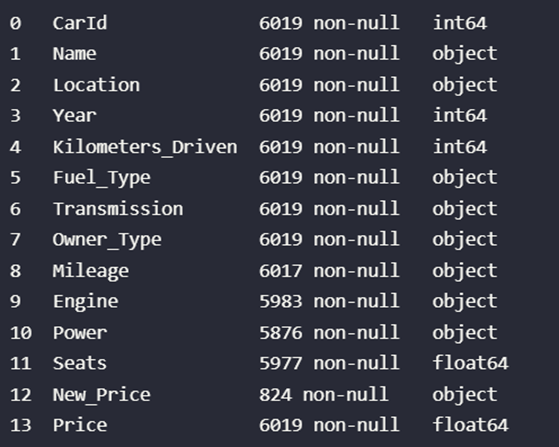 0 CarId 6019 non-null int64
1 Name 6019 non-null object
2 Location 6019 non-null object
3 Year 6019 non-null int64
4 Kilometers_Driven 6019 non-null int64
5 Fuel_Type 6019 non-null object
6 Transmission 6019 non-null object
7 Owner_Type 6019 non-null object
8 Mileage 6017 non-null object
9 Engine 5983 non-null object
10 Power 5876 non-null object
11 Seats 5977 non-null float64
12 New_Price 824 non-null object
13 Price 6019 non-null float64